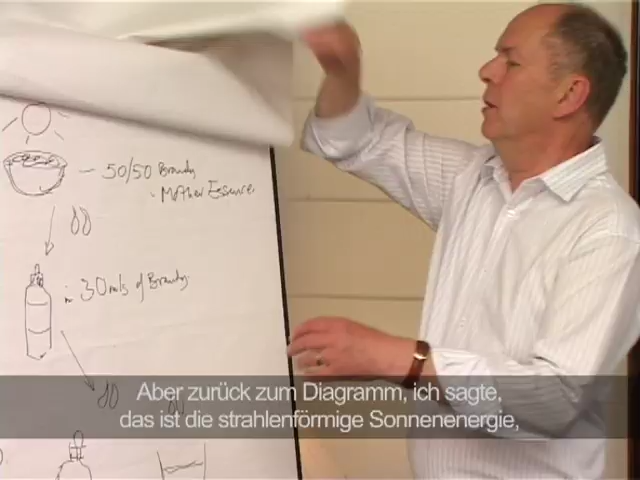 50/50 Brandy
Mother Essence
in 30 mls of Brandy
Aber zurück zum Diagramm, ich sagte,
das ist die strahlenförmige Sonnenenergie,